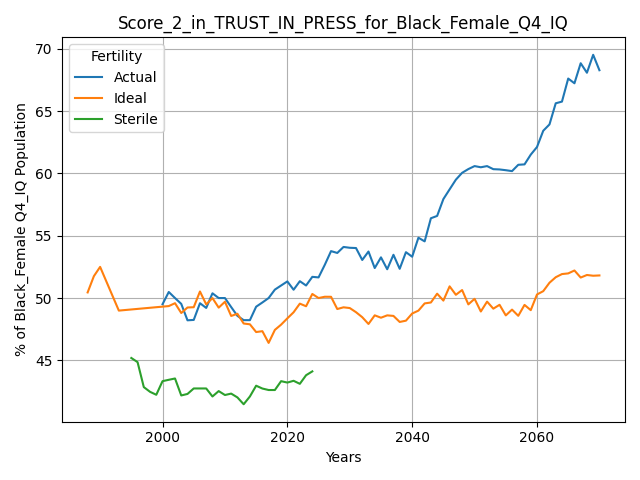 Score_2_in_TRUST_IN_PRESS_for_Black_Female_Q4_IQ
% of Black_Female Q4_IQ Population
70
65
60
55
50
45
Fertility
Actual
Ideal
Sterile
2000 2020 2040 2060
Years